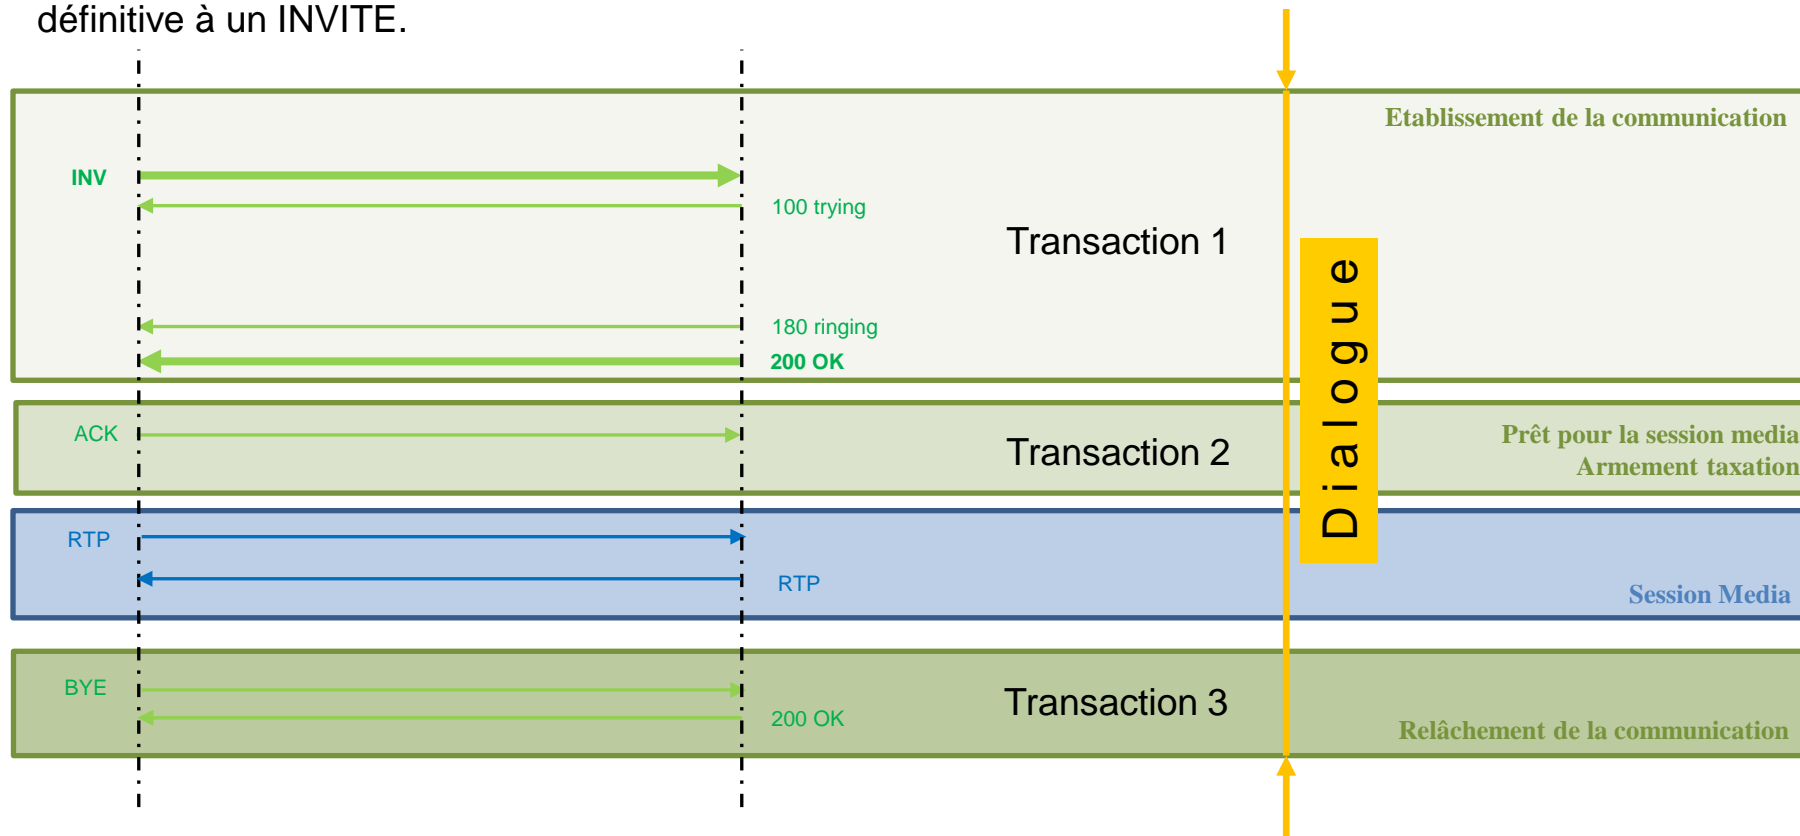 définitive à un INVITE.
Etablissement de la communication
INV
100 trying
Transaction 1
180 ringing
200 OK
Dialogue
ACK
Transaction 2
Prêt pour la session media
Armement taxation
RTP
RTP
Session Media
BYE
Transaction 3
200 OK
Relâchement de la communication